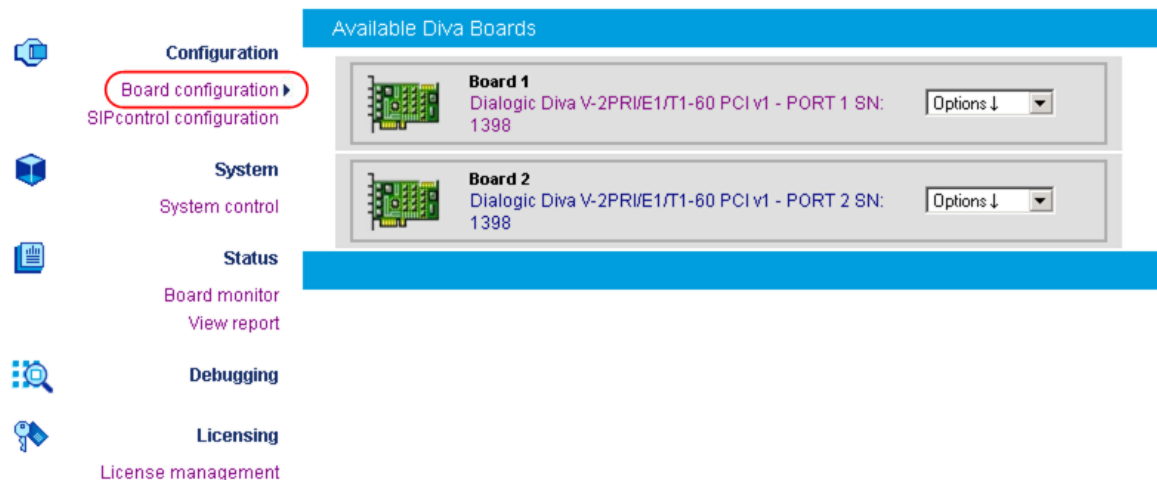 Configuration
Board configuration
SIPcontrol configuration
System
System control
Status
Board monitor
View report
Debugging
Licensing
License management
Available Diva Boards
Board 1
Dialogic Diva V-2PRI/E1/T1-60 PCI v1 - PORT 1 SN:
1398
Options ↓
Board 2
Dialogic Diva V-2PRI/E1/T1-60 PCI v1 - PORT 2 SN:
1398
Options ↓